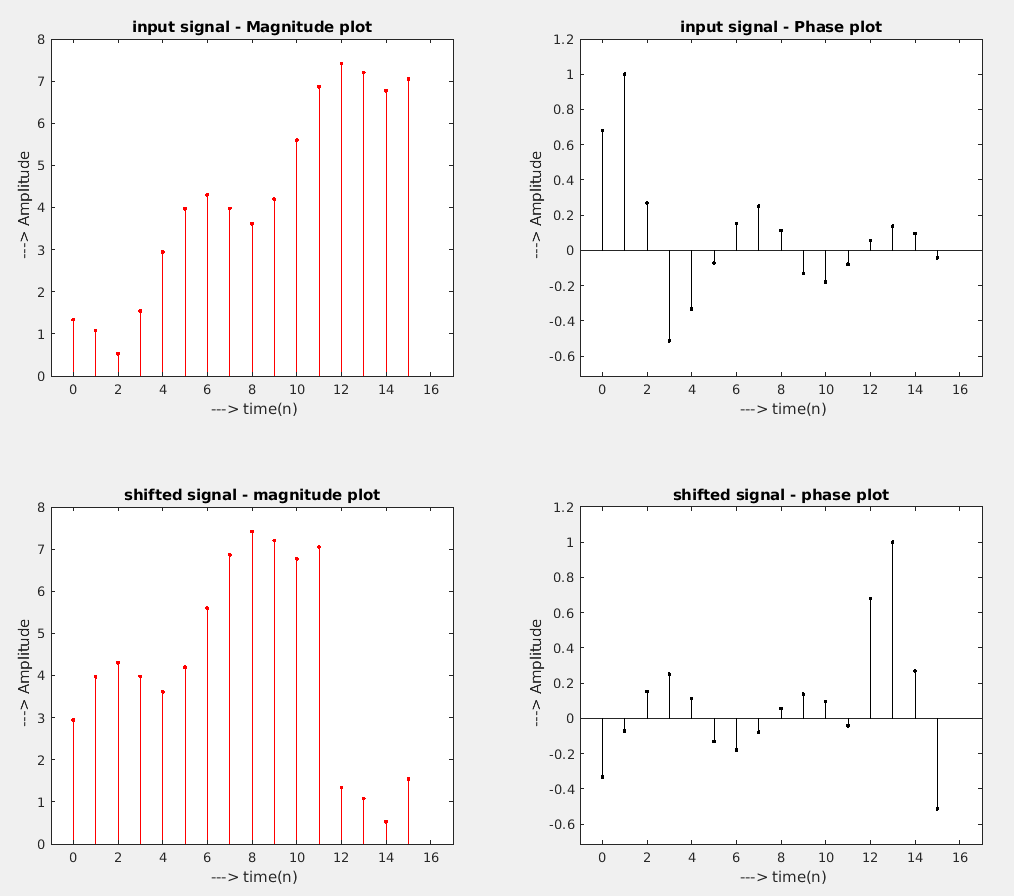 input signal - Magnitude plot
8
7
6
5
4
3
2
1
0
---> Amplitude
0 2 4 6 8 10 12 14 16
---> time(n)
input signal - Phase plot
1.2
1
0.8
0.6
0.4
0.2
0
-0.2
-0.4
-0.6
---> Amplitude
0 2 4 6 8 10 12 14 16
---> time(n)
shifted signal - magnitude plot
8
7
6
5
4
3
2
1
0
---> Amplitude
0 2 4 6 8 10 12 14 16
---> time(n)
shifted signal - phase plot
1.2
1
0.8
0.6
0.4
0.2
0
-0.2
-0.4
-0.6
---> Amplitude
0 2 4 6 8 10 12 14 16
---> time(n)